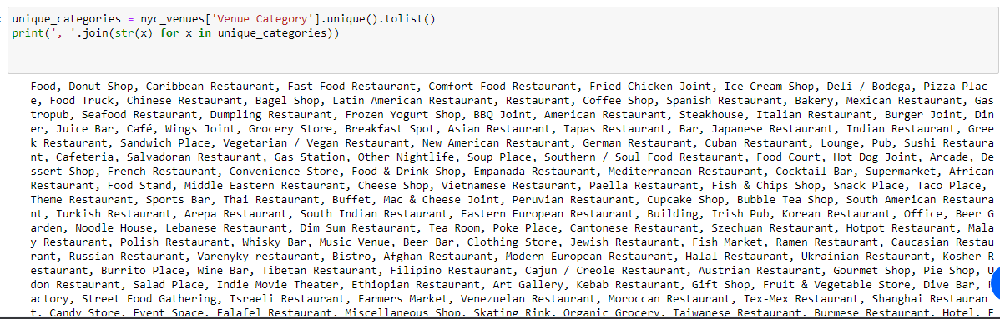 unique_categories = nyc_venues['Venue Category'].unique().tolist()
print(', '.join(str(x) for x in unique_categories))
Food, Donut Shop, Caribbean Restaurant, Fast Food Restaurant, Comfort Food Restaurant, Fried Chicken Joint, Ice Cream Shop, Deli / Bodega, Pizza Plac
e, Food Truck, Chinese Restaurant, Bagel Shop, Latin American Restaurant, Restaurant, Coffee Shop, Spanish Restaurant, Bakery, Mexican Restaurant, Gas
tropub, Seafood Restaurant, Dumpling Restaurant, Frozen Yogurt Shop, BBQ Joint, American Restaurant, Steakhouse, Italian Restaurant, Burger Joint, Din
er, Juice Bar, Café, Wings Joint, Grocery Store, Breakfast Spot, Asian Restaurant, Tapas Restaurant, Bar, Japanese Restaurant, Indian Restaurant, Gree
k Restaurant, Sandwich Place, Vegetarian / Vegan Restaurant, New American Restaurant, German Restaurant, Cuban Restaurant, Lounge, Pub, Sushi Restaura
nt, Cafeteria, Salvadoran Restaurant, Gas Station, Other Nightlife, Soup Place, Southern / Soul Food Restaurant, Food Court, Hot Dog Joint, Arcade, De
ssert Shop, French Restaurant, Convenience Store, Food & Drink Shop, Empanada Restaurant, Mediterranean Restaurant, Cocktail Bar, Supermarket, African
Restaurant, Food Stand, Middle Eastern Restaurant, Cheese Shop, Vietnamese Restaurant, Paella Restaurant, Fish & Chips Shop, Snack Place, Taco Place,
Theme Restaurant, Sports Bar, Thai Restaurant, Buffet, Mac & Cheese Joint, Peruvian Restaurant, Cupcake Shop, Bubble Tea Shop, South American Restaura
nt, Turkish Restaurant, Arepa Restaurant, South Indian Restaurant, Eastern European Restaurant, Building, Irish Pub, Korean Restaurant, Office, Beer G
arden, Noodle House, Lebanese Restaurant, Dim Sum Restaurant, Tea Room, Poke Place, Cantonese Restaurant, Szechuan Restaurant, Hotpot Restaurant, Mala
y Restaurant, Polish Restaurant, Whisky Bar, Music Venue, Beer Bar, Clothing Store, Jewish Restaurant, Fish Market, Ramen Restaurant, Caucasian Restau
rant, Russian Restaurant, Varenyky restaurant, Bistro, Afghan Restaurant, Modern European Restaurant, Halal Restaurant, Ukrainian Restaurant, Kosher R
estaurant, Burrito Place, Wine Bar, Tibetan Restaurant, Filipino Restaurant, Cajun / Creole Restaurant, Austrian Restaurant, Gourmet Shop, Pie Shop, U
don Restaurant, Salad Place, Indie Movie Theater, Ethiopian Restaurant, Art Gallery, Kebab Restaurant, Gift Shop, Fruit & Vegetable Store, Dive Bar,
actory, Street Food Gathering, Israeli Restaurant, Farmers Market, Venezuelan Restaurant, Moroccan Restaurant, Tex-Mex Restaurant, Shanghai Restauran
t, Candy Store, Event Space, Falafel Restaurant, Miscellaneous Shop, Skating Rink, Organic Grocery, Taiwanese Restaurant, Burmese Restaurant, Hotel,